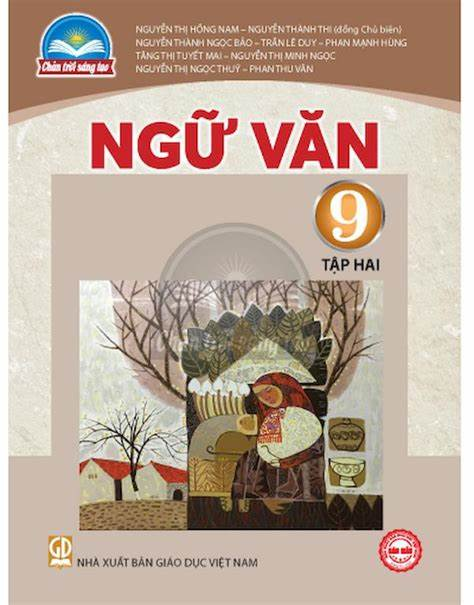 NGUYỄN THỊ HỒNG NAM – NGUYỄN THÀNH THI (đồng Chủ biên)
NGUYỄN THÀNH NGỌC BẢO – TRẦN LÊ DUY – PHAN MẠNH HÙNG
TĂNG THỊ TUYẾT MAI – NGUYỄN THỊ MINH NGỌC
NGUYỄN THỊ NGỌC THUÝ – PHAN THU VÂN
Chân trời sáng tạo
NGỮ VĂN
9
TẬP HAI
GD
NHÀ XUẤT BẢN GIÁO DỤC VIỆT NAM